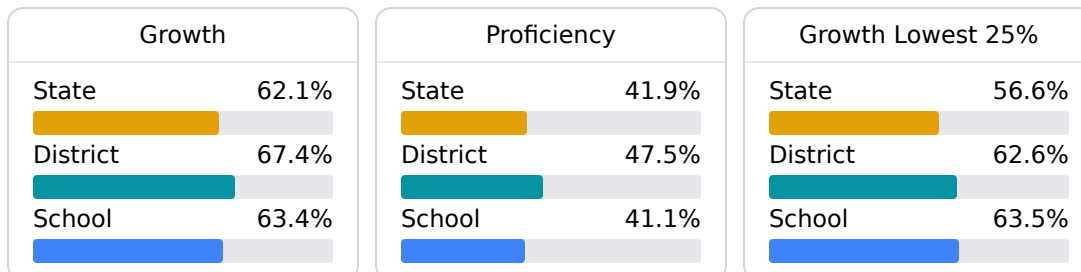 Growth
State 62.1%
District 67.4%
School 63.4%
Proficiency
State 41.9%
District 47.5%
School 41.1%
Growth Lowest 25%
State 56.6%
District 62.6%
School 63.5%